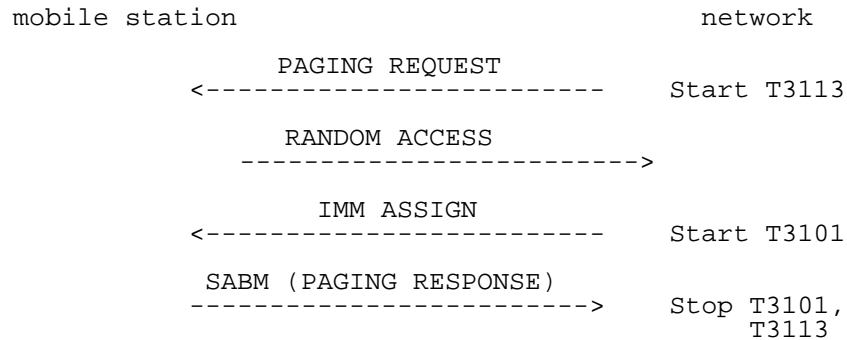 mobile station network
PAGING REQUEST
<-------------------------- Start T3113
RANDOM ACCESS
------------------------->
IMM ASSIGN
<-------------------------- Start T3101
SABM (PAGING RESPONSE)
-------------------------> Stop T3101,
T3113